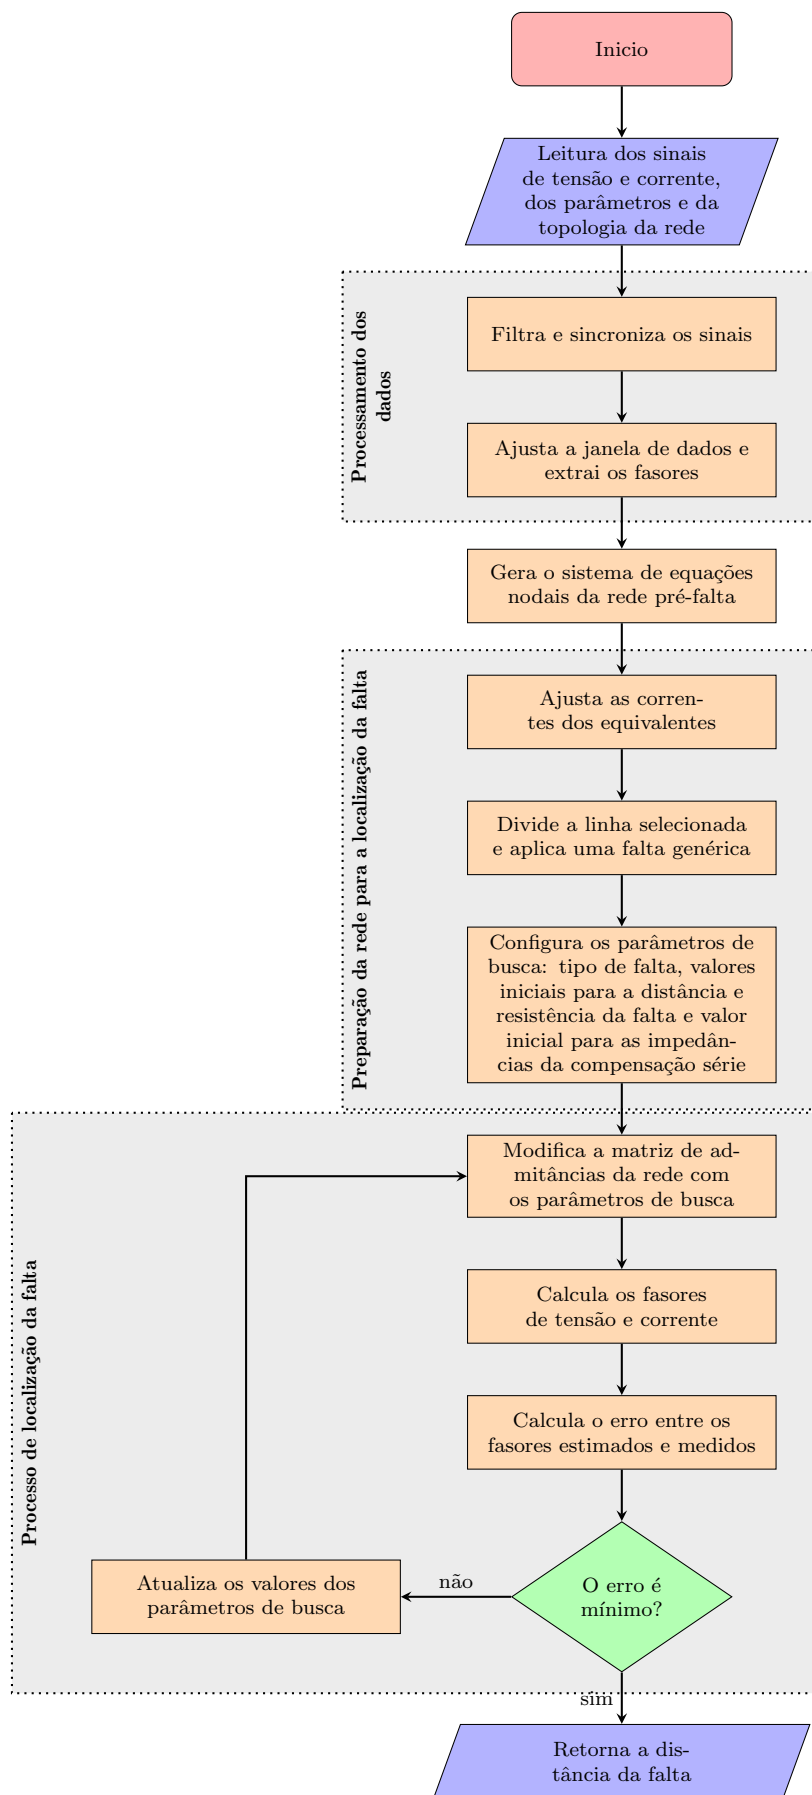 Inicio
Leitura dos sinais
de tensão e corrente,
dos parâmetros e da
topologia da rede
Processamento dos
dados
Filtra e sincroniza os sinais
Ajusta a janela de dados e
extrai os fasores
Gera o sistema de equações
nodais da rede pré-falta
Preparação da rede para a localização da falta
Ajusta as corren-
tes dos equivalentes
Divide a linha selecionada
e aplica uma falta genérica
Configura os parâmetros de
busca: tipo de falta, valores
iniciais para a distância e
resistência da falta e valor
inicial para as impedân-
cias da compensação série
Processo de localização da falta
Modifica a matriz de ad-
mitâncias da rede com
os parâmetros de busca
Calcula os fasores
de tensão e corrente
Calcula o erro entre os
fasores estimados e medidos
O erro é
mínimo?
não
Atualiza os valores dos
parâmetros de busca
sim
Retorna a dis-
tância da falta